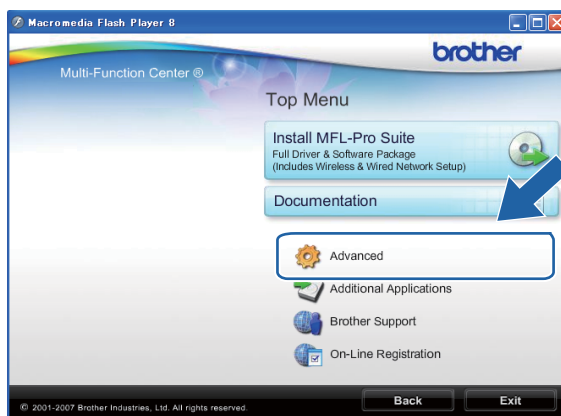 Macromedia Flash Player 8
brother
Multi-Function Center ®
Top Menu
Install MFL-Pro Suite
Full Driver & Software Package
(Includes Wireless & Wired Network Setup)
Documentation
Advanced
Additional Applications
Brother Support
On-Line Registration
© 2001-2007 Brother Industries, Ltd. All rights reserved.
Back
Exit